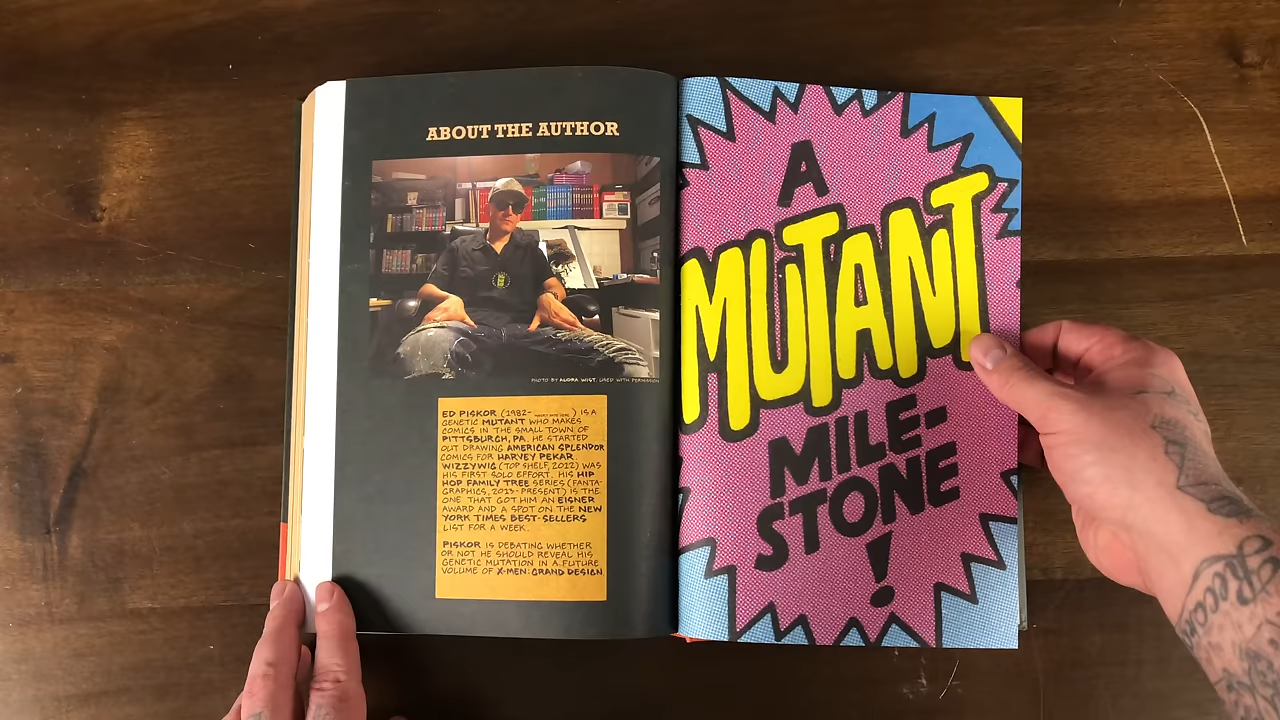 ABOUT THE AUTHOR
PHOTO BY ALORA WIST. USED WITH PERMISSION
ED PISKOR (1982- INSERT DATE HERE ) IS A
GENETIC MUTANT WHO MAKES
COMICS IN THE SMALL TOWN OF
PITTSBURGH, PA. HE STARTED
OUT DRAWING AMERICAN SPLENDOR
COMICS FOR HARVEY PEKAR.
WIZZYWIG (TOP SHELF, 2012) WAS
HIS FIRST SOLO EFFORT. HIS HIP
HOP FAMILY TREE SERIES (FANTA-
GRAPHICS, 2013-PRESENT) IS THE
ONE THAT GOT HIM AN EISNER
AWARD AND A SPOT ON THE NEW
YORK TIMES BEST-SELLERS
LIST FOR A WEEK.
PISKOR IS DEBATING WHETHER
OR NOT HE SHOULD REVEAL HIS
GENETIC MUTATION IN A FUTURE
VOLUME OF X-MEN: GRAND DESIGN
A
MUTANT
MILE-
STONE
!